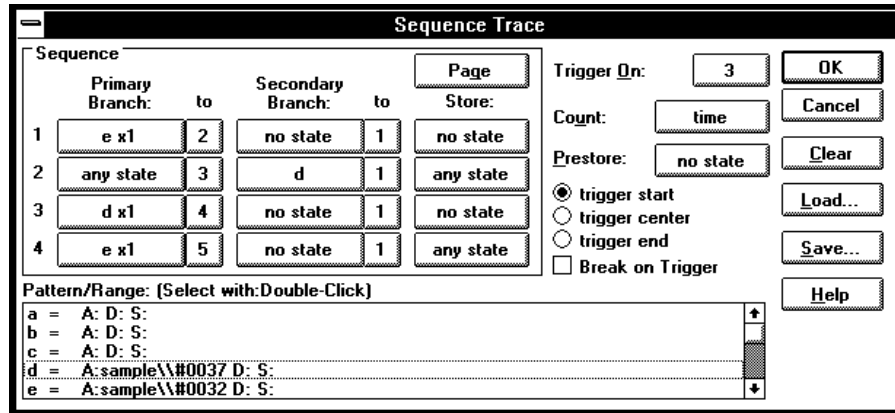 Sequence Trace
Sequence
Page
Primary Branch: to Secondary Branch: to Store:
1 e x1 2 no state 1 no state
2 any state 3 d 1 any state
3 d x1 4 no state 1 no state
4 e x1 5 no state 1 any state
Trigger On: 3
Count: time
Prestore: no state
trigger start
trigger center
trigger end
Break on Trigger
OK
Cancel
Clear
Load...
Save...
Help
Pattern/Range: (Select with:Double-Click)
a = A: D: S:
b = A: D: S:
c = A: D: S:
d = A:sample\\#0037 D: S:
e = A:sample\\#0032 D: S: